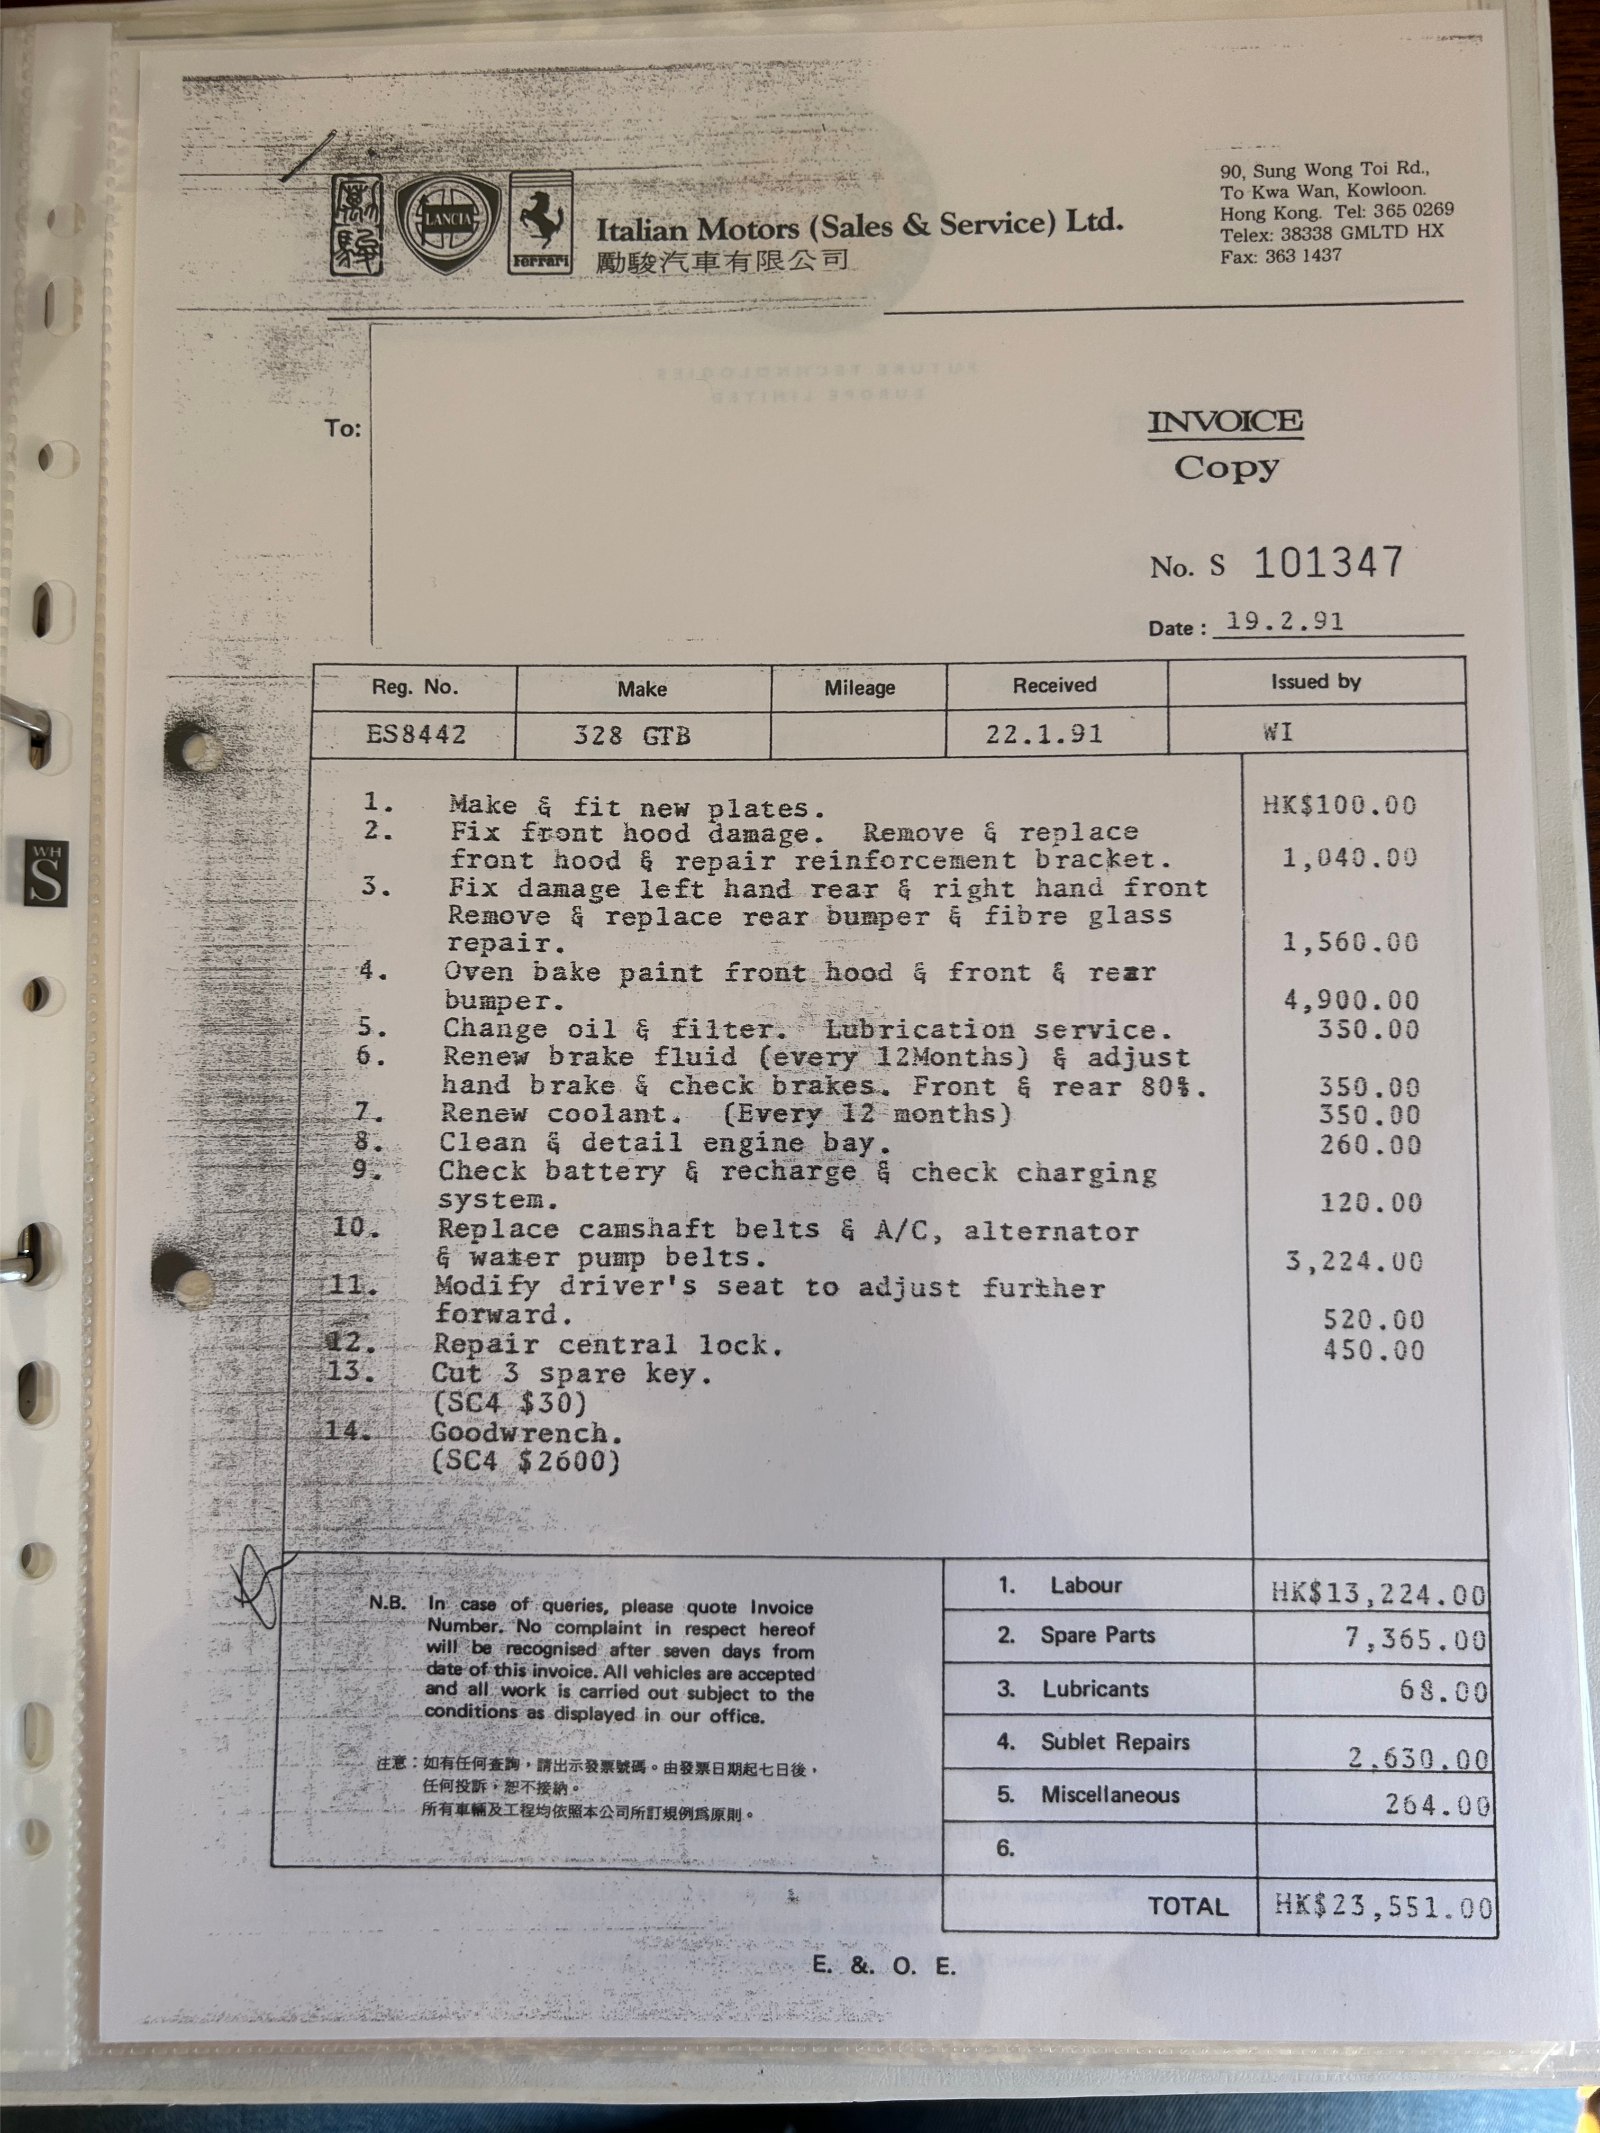 勵駿
LANCIA
Ferrari
Italian Motors (Sales & Service) Ltd.
勵駿汽車有限公司
90, Sung Wong Toi Rd.,
To Kwa Wan, Kowloon.
Hong Kong. Tel: 365 0269
Telex: 38338 GMLTD HX
Fax: 363 1437
To:
INVOICE
Copy
No. S 101347
Date : 19.2.91
Reg. No. Make Mileage Received Issued by
ES8442 328 GTB 22.1.91 WI
1. Make & fit new plates. HK$100.00
2. Fix front hood damage. Remove & replace
front hood & repair reinforcement bracket. 1,040.00
3. Fix damage left hand rear & right hand front
Remove & replace rear bumper & fibre glass
repair. 1,560.00
4. Oven bake paint front hood & front & rear
bumper. 4,900.00
5. Change oil & filter. Lubrication service. 350.00
6. Renew brake fluid (every 12Months) & adjust
hand brake & check brakes. Front & rear 80%. 350.00
7. Renew coolant. (Every 12 months) 350.00
8. Clean & detail engine bay. 260.00
9. Check battery & recharge & check charging
system. 120.00
10. Replace camshaft belts & A/C, alternator
& water pump belts. 3,224.00
11. Modify driver's seat to adjust further
forward. 520.00
12. Repair central lock. 450.00
13. Cut 3 spare key.
(SC4 $30)
14. Goodwrench.
(SC4 $2600)
N.B. In case of queries, please quote Invoice
Number. No complaint in respect hereof
will be recognised after seven days from
date of this invoice. All vehicles are accepted
and all work is carried out subject to the
conditions as displayed in our office.
注意：如有任何查詢，請出示發票號碼。由發票日期起七日後，
任何投訴，恕不接納。
所有車輛及工程均依照本公司所訂規例爲原則。
1. Labour HK$13,224.00
2. Spare Parts 7,365.00
3. Lubricants 68.00
4. Sublet Repairs 2,630.00
5. Miscellaneous 264.00
6.
TOTAL HK$23,551.00
E. &. O. E.
WH
S
FUTURE TECHNOLOGIES
EUROPE LIMITED